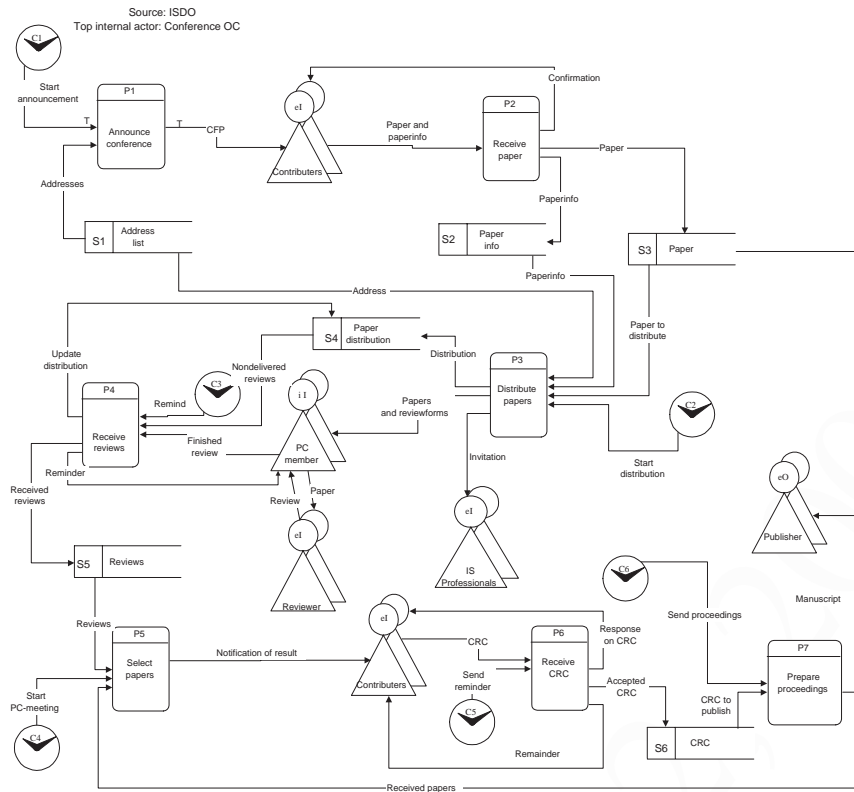 Source: ISDO
Top internal actor: Conference OC
C1
Start
announcement
T
P1
Announce
conference
T
CFP
eI
Contributers
Confirmation
Paper and
paperinfo
P2
Receive
paper
Paper
Paperinfo
Addresses
S1
Address
list
S2
Paper
info
S3
Paper
Paperinfo
Address
Paper to
distribute
S4
Paper
distribution
Update
distribution
Nondelivered
reviews
Distribution
P3
Distribute
papers
C3
Remind
P4
Receive
reviews
Finished
review
Reminder
i I
PC
member
Papers
and reviewforms
C2
Start
distribution
Invitation
Received
reviews
Review
Paper
eI
Reviewer
eI
IS
Professionals
eO
Publisher
S5
Reviews
C6
Manuscript
Reviews
Send proceedings
P5
Select
papers
Notification of result
eI
Contributers
CRC
P6
Receive
CRC
Response
on CRC
P7
Prepare
proceedings
Start
PC-meeting
C4
Send
reminder
C5
Accepted
CRC
CRC to
publish
S6
CRC
Remainder
Received papers